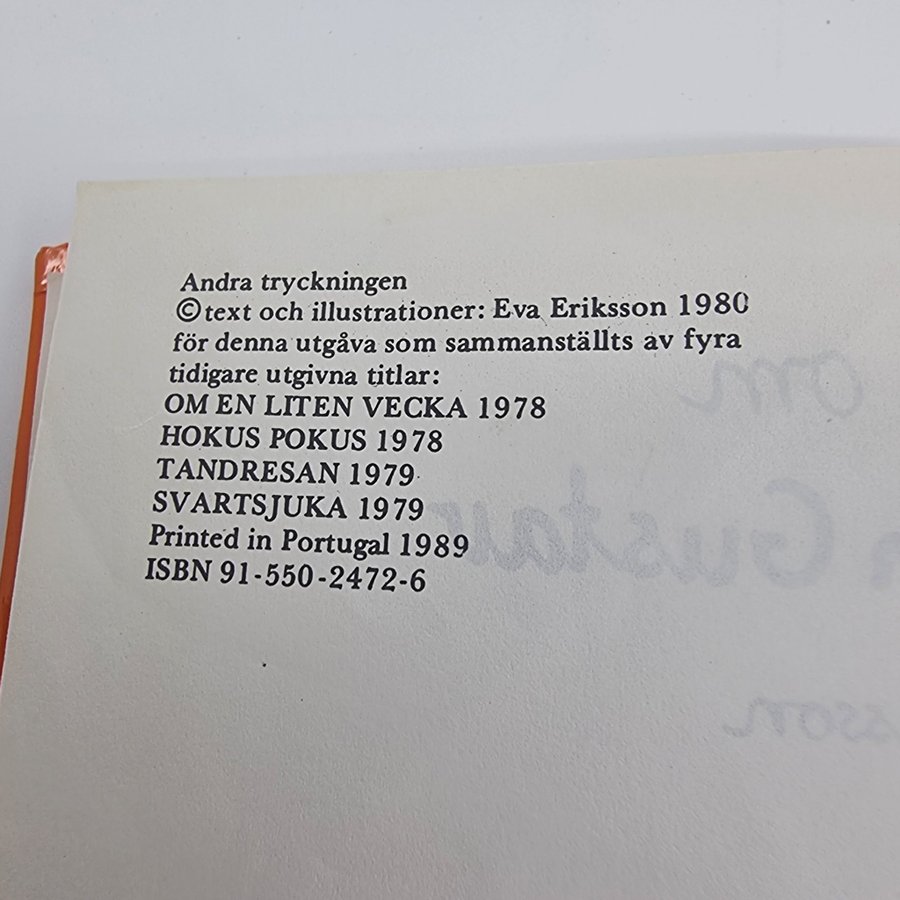 Andra tryckningen
©text och illustrationer: Eva Eriksson 1980
för denna utgåva som sammanställts av fyra
tidigare utgivna titlar:
OM EN LITEN VECKA 1978
HOKUS POKUS 1978
TANDRESAN 1979
SVARTSJUKA 1979
Printed in Portugal 1989
ISBN 91-550-2472-6
om
Gustav